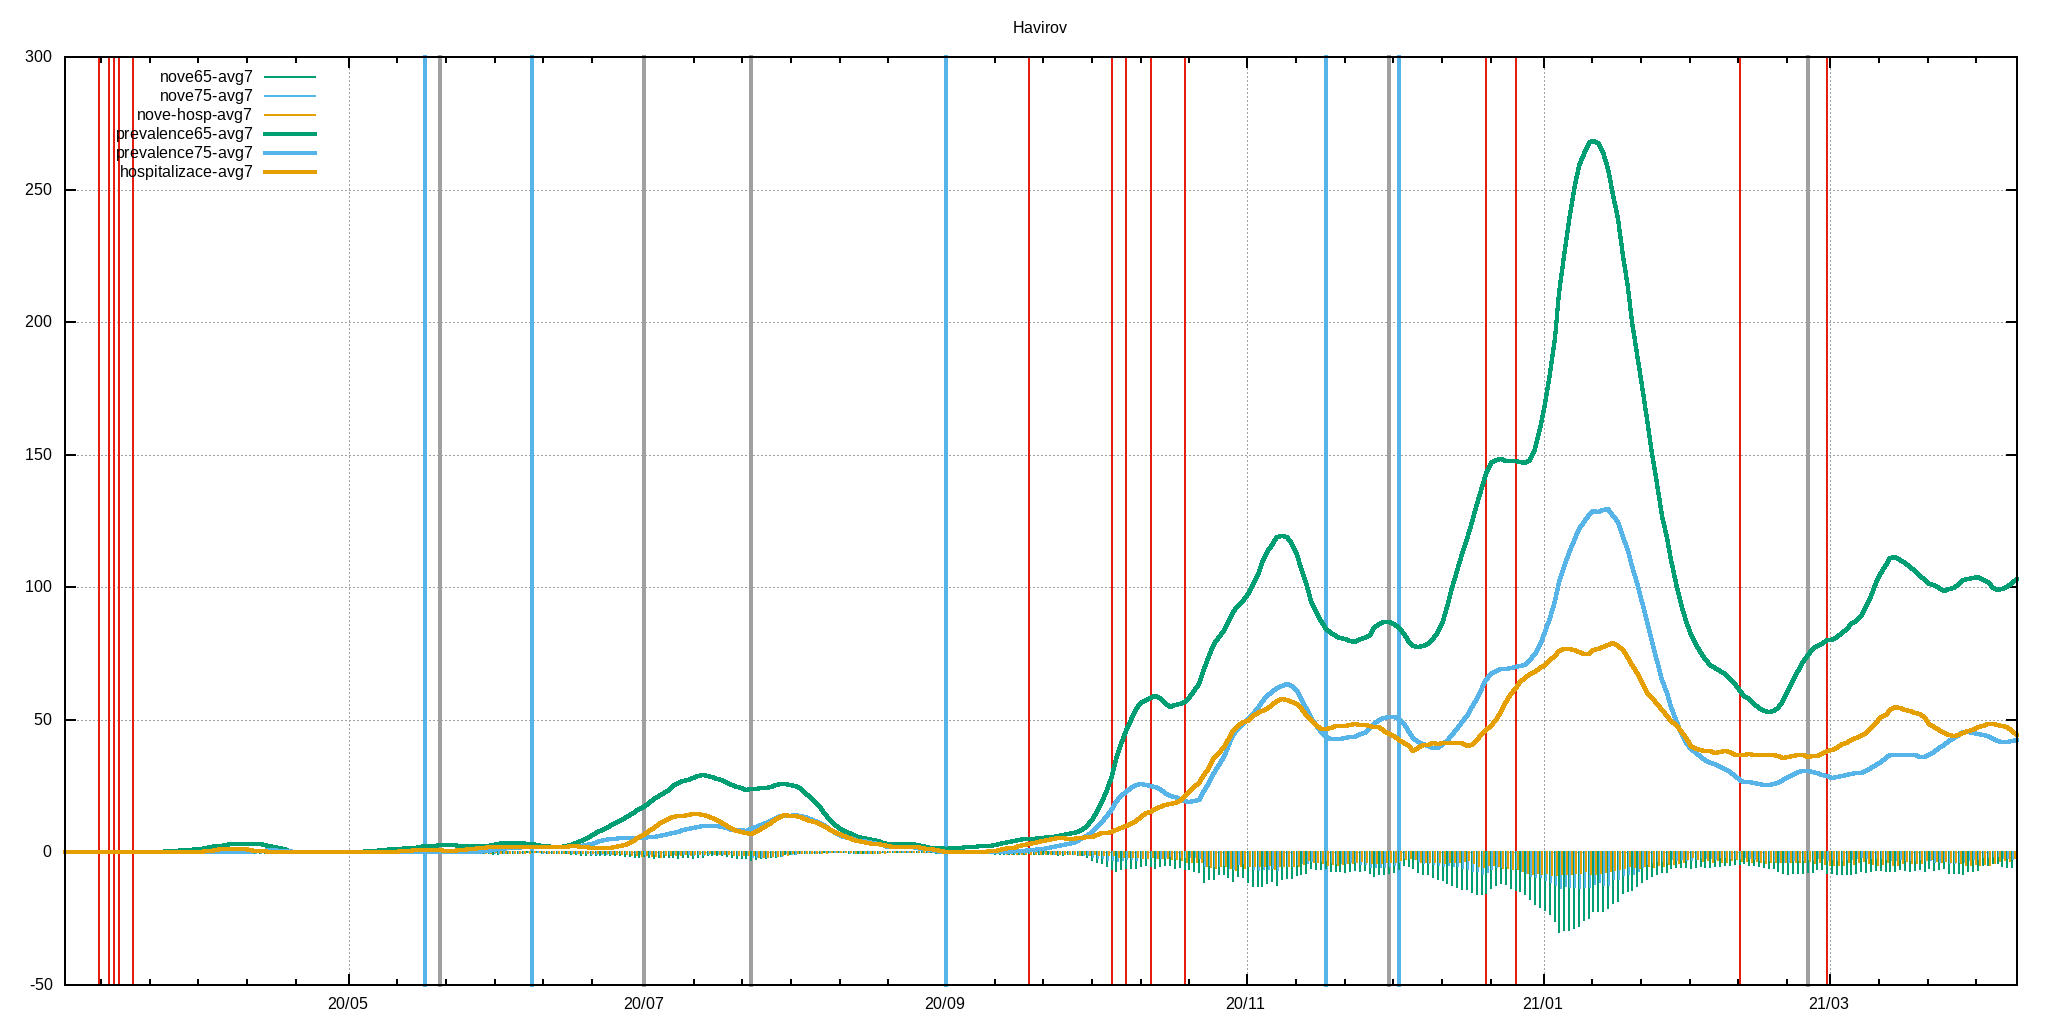 Havirov
300
nove65-avg7
nove75-avg7
nove-hosp-avg7
prevalence65-avg7
prevalence75-avg7
hospitalizace-avg7
250
200
150
100
50
0
-50
20/05 20/07 20/09 20/11 21/01 21/03